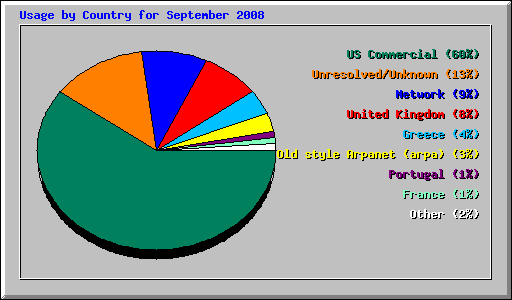 Usage by Country for September 2008
US Commercial (60%)
Unresolved/Unknown (13%)
Network (9%)
United Kingdom (8%)
Greece (4%)
Old style Arpanet (arpa) (3%)
Portugal (1%)
France (1%)
Other (2%)